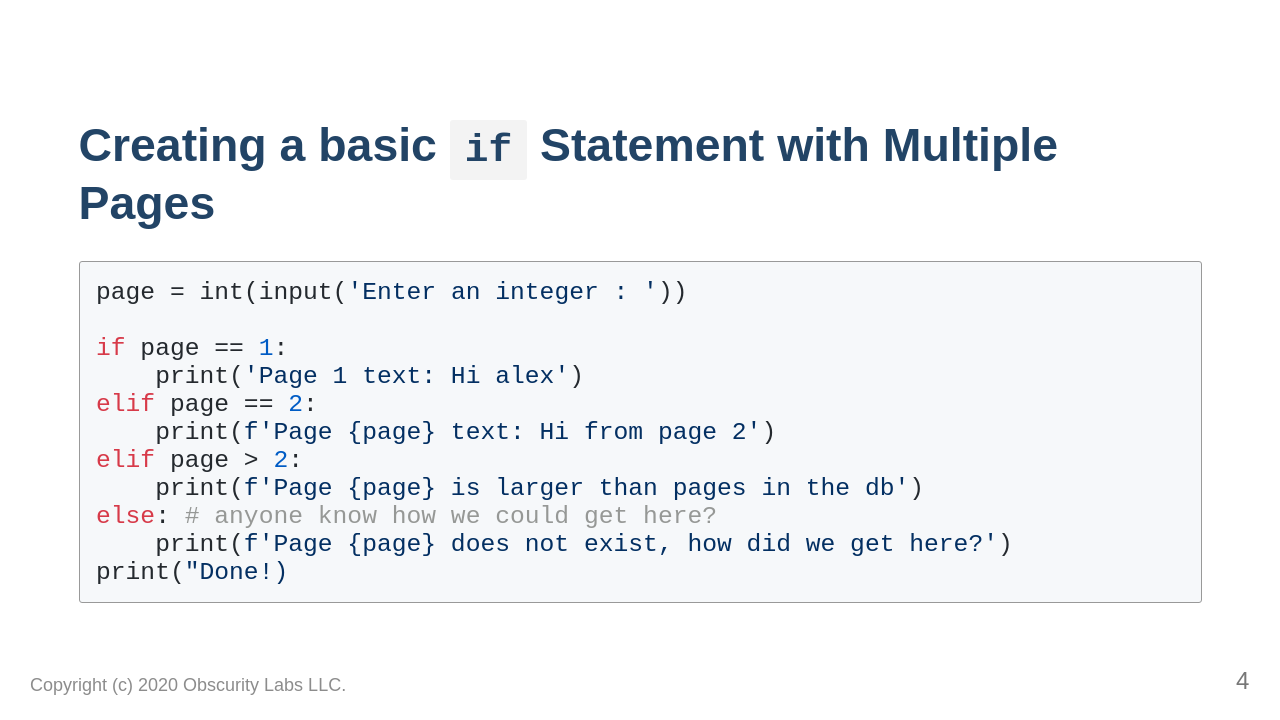 Creating a basic if Statement with Multiple
Pages
page = int(input('Enter an integer : '))
if page == 1:
    print('Page 1 text: Hi alex')
elif page == 2:
    print(f'Page {page} text: Hi from page 2')
elif page > 2:
    print(f'Page {page} is larger than pages in the db')
else: # anyone know how we could get here?
    print(f'Page {page} does not exist, how did we get here?')
print("Done!)
Copyright (c) 2020 Obscurity Labs LLC.
4